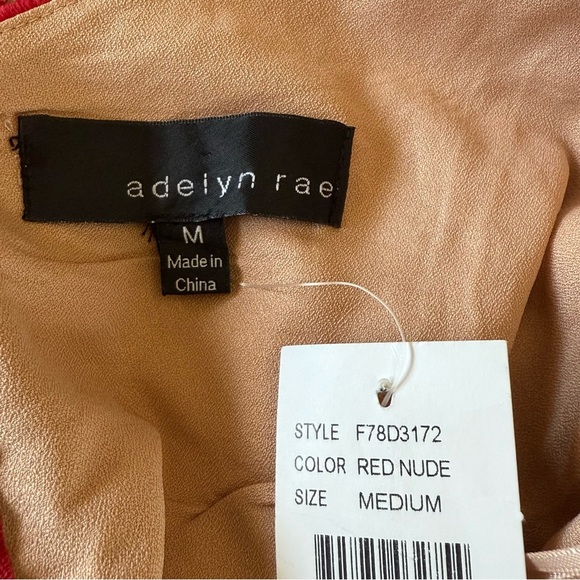 adelyn rae
M
Made in
China
STYLE F78D3172
COLOR RED NUDE
SIZE MEDIUM